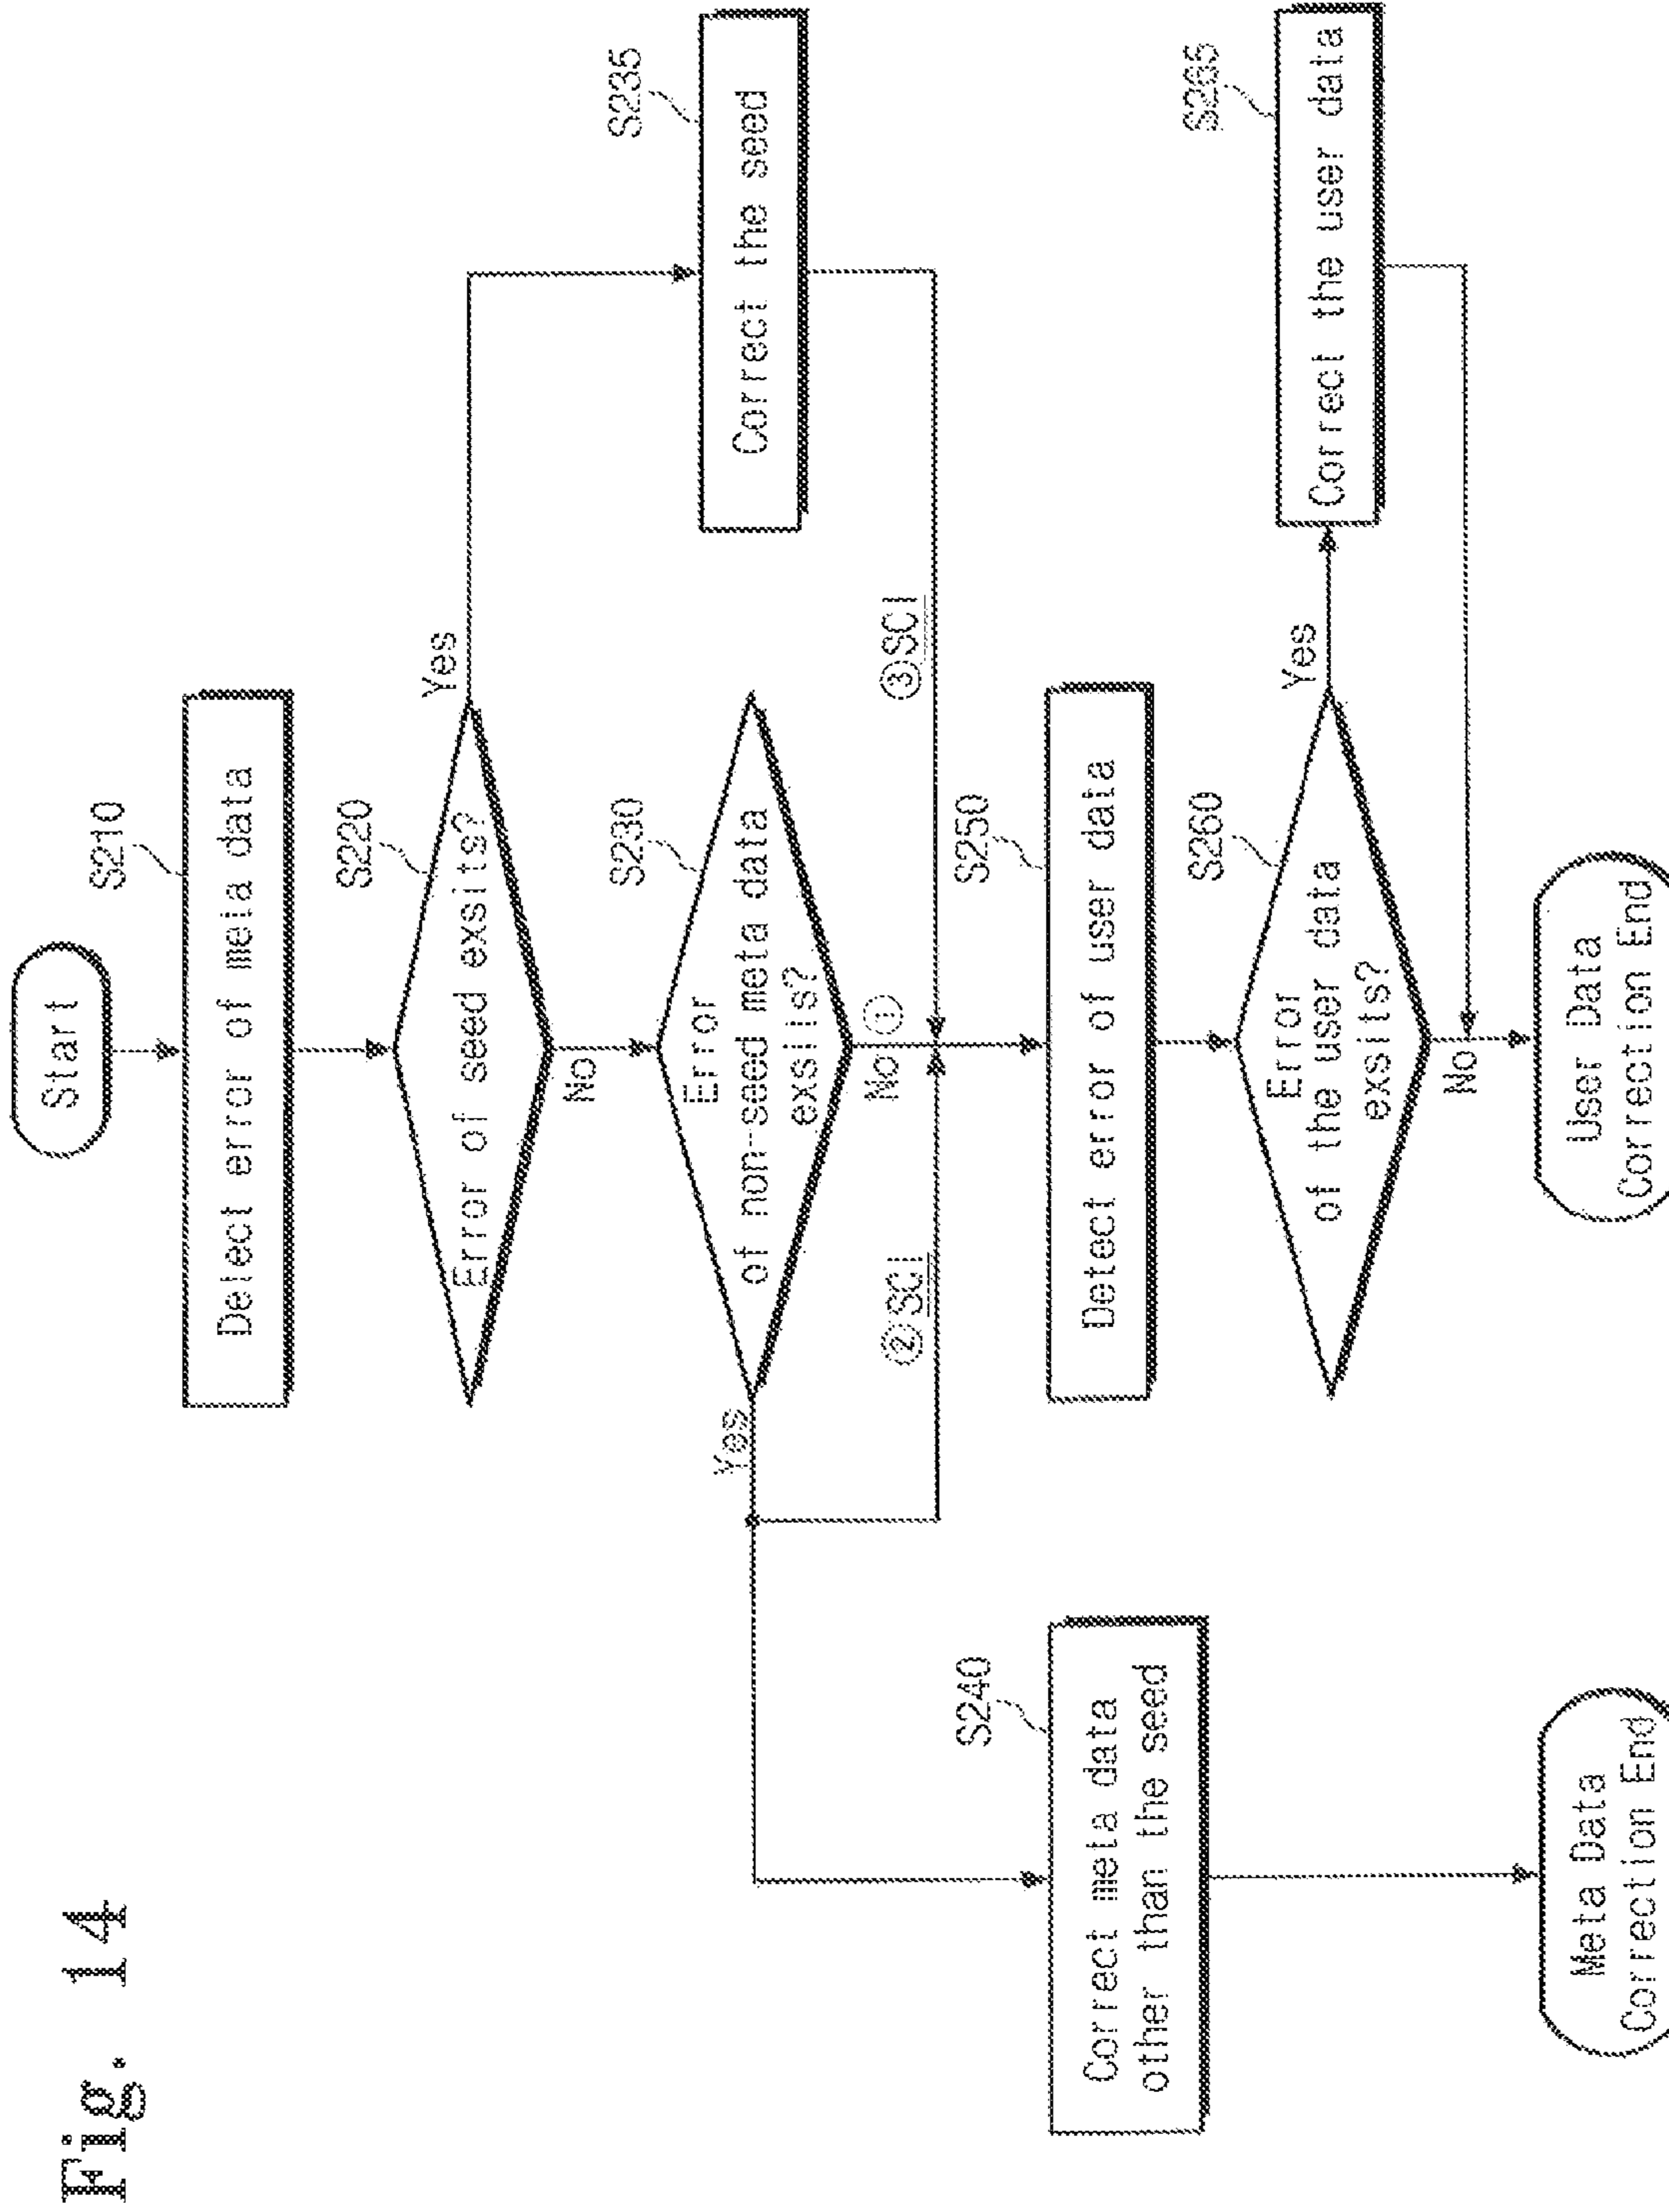 Fig. 14
Start
S210
Detect error of meta data
S220
Error of seed exsits?
Yes
No
S230
Error
of non-seed meta data
exsits?
Yes
No
①
S235
Correct the seed
②SCI
③SCI
S240
Correct meta data
other than the seed
S250
Detect error of user data
S260
Error
of the user data
exsits?
Yes
No
S265
Correct the user data
Meta Data
Correction End
User Data
Correction End